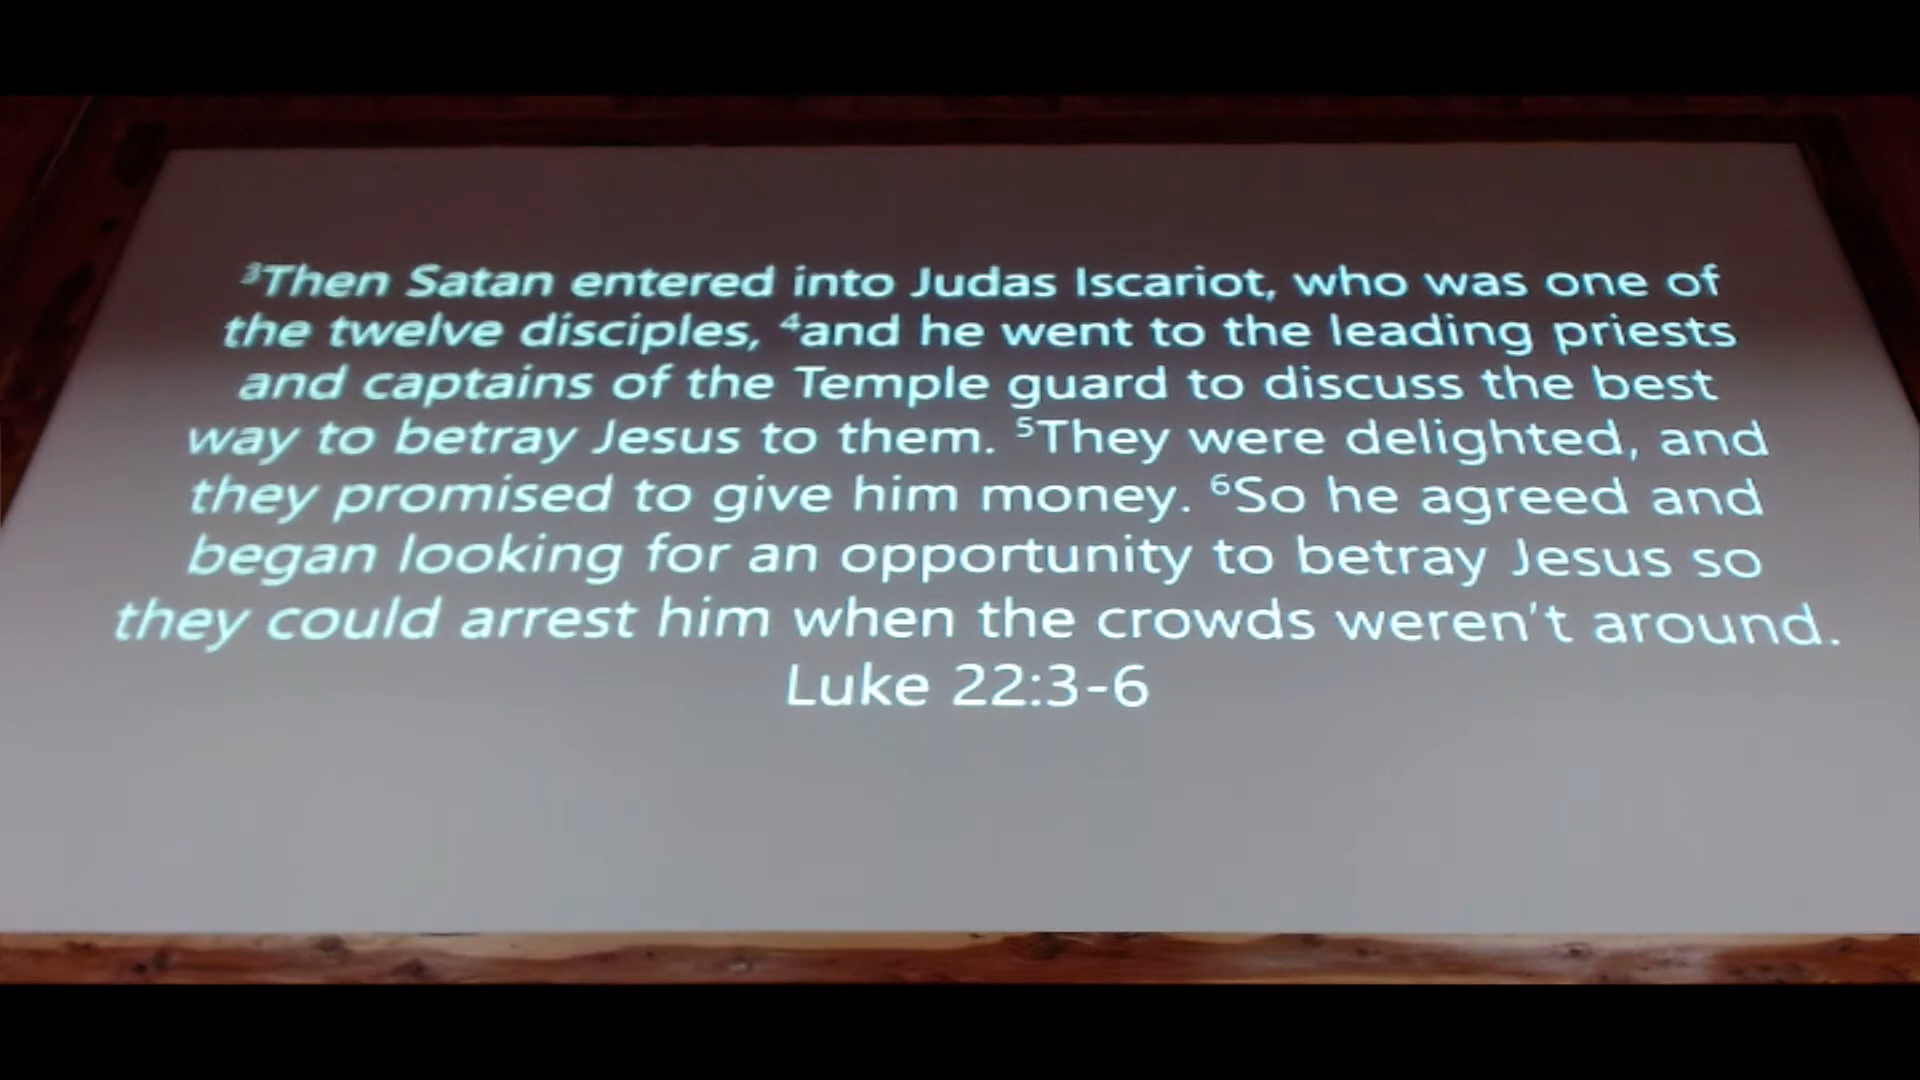 ³Then Satan entered into Judas Iscariot, who was one of
the twelve disciples, ⁴and he went to the leading priests
and captains of the Temple guard to discuss the best
way to betray Jesus to them. ⁵They were delighted, and
they promised to give him money. ⁶So he agreed and
began looking for an opportunity to betray Jesus so
they could arrest him when the crowds weren't around.
Luke 22:3-6